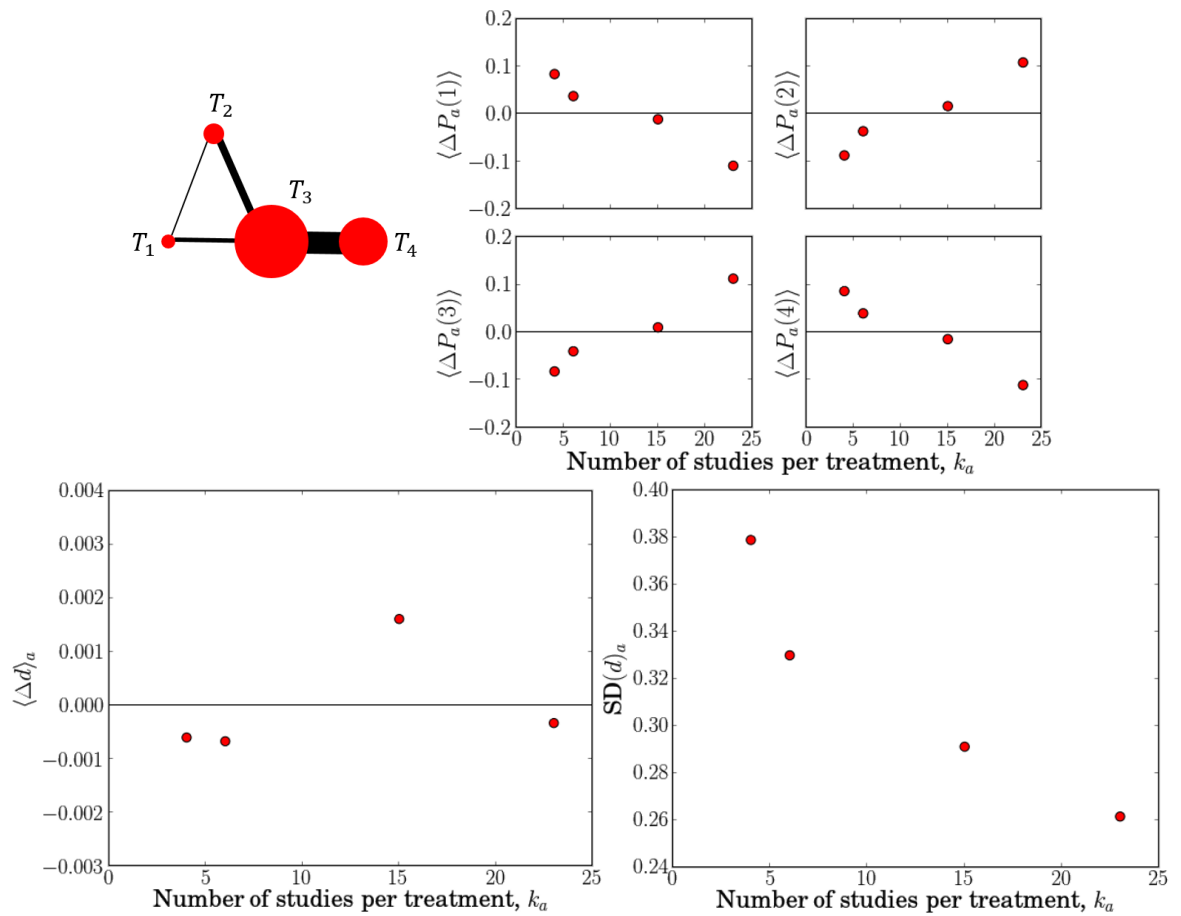 T₂
T₃
T₁
T₄
⟨ΔPₐ(1)⟩
0.2
0.1
0.0
−0.1
−0.2
⟨ΔPₐ(2)⟩
⟨ΔPₐ(3)⟩
0.2
0.1
0.0
−0.1
−0.2
0 5 10 15 20 25
⟨ΔPₐ(4)⟩
0 5 10 15 20 25
Number of studies per treatment, kₐ
⟨Δd⟩ₐ
0.004
0.003
0.002
0.001
0.000
−0.001
−0.002
−0.003
0 5 10 15 20 25
Number of studies per treatment, kₐ
SD(d)ₐ
0.40
0.38
0.36
0.34
0.32
0.30
0.28
0.26
0.24
0 5 10 15 20 25
Number of studies per treatment, kₐ